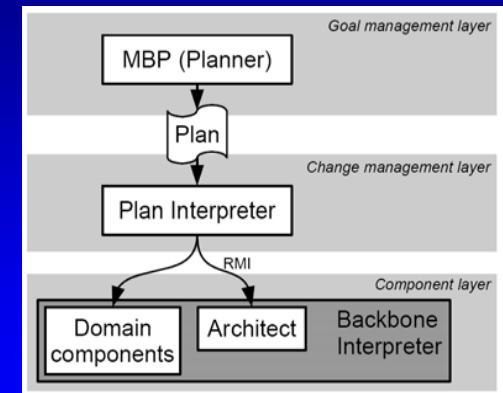 Goal management layer
MBP (Planner)
Plan
Change management layer
Plan Interpreter
RMI
Component layer
Domain
components
Architect
Backbone
Interpreter